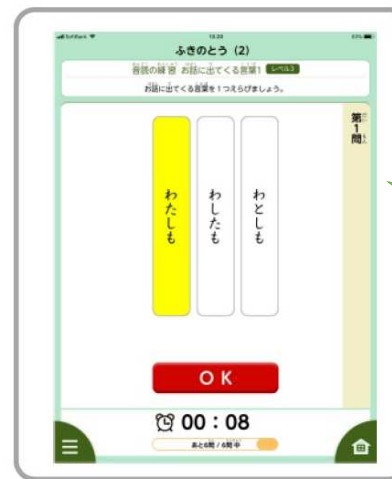 SoftBank 13:23
ふきのとう（2）
音読の練習 お話に出てくる言葉1 レベル3
お話に出てくる言葉を1つえらびましょう。
第1問
わとしも
わしたも
わたしも
OK
00：08
あと6問 / 6問中